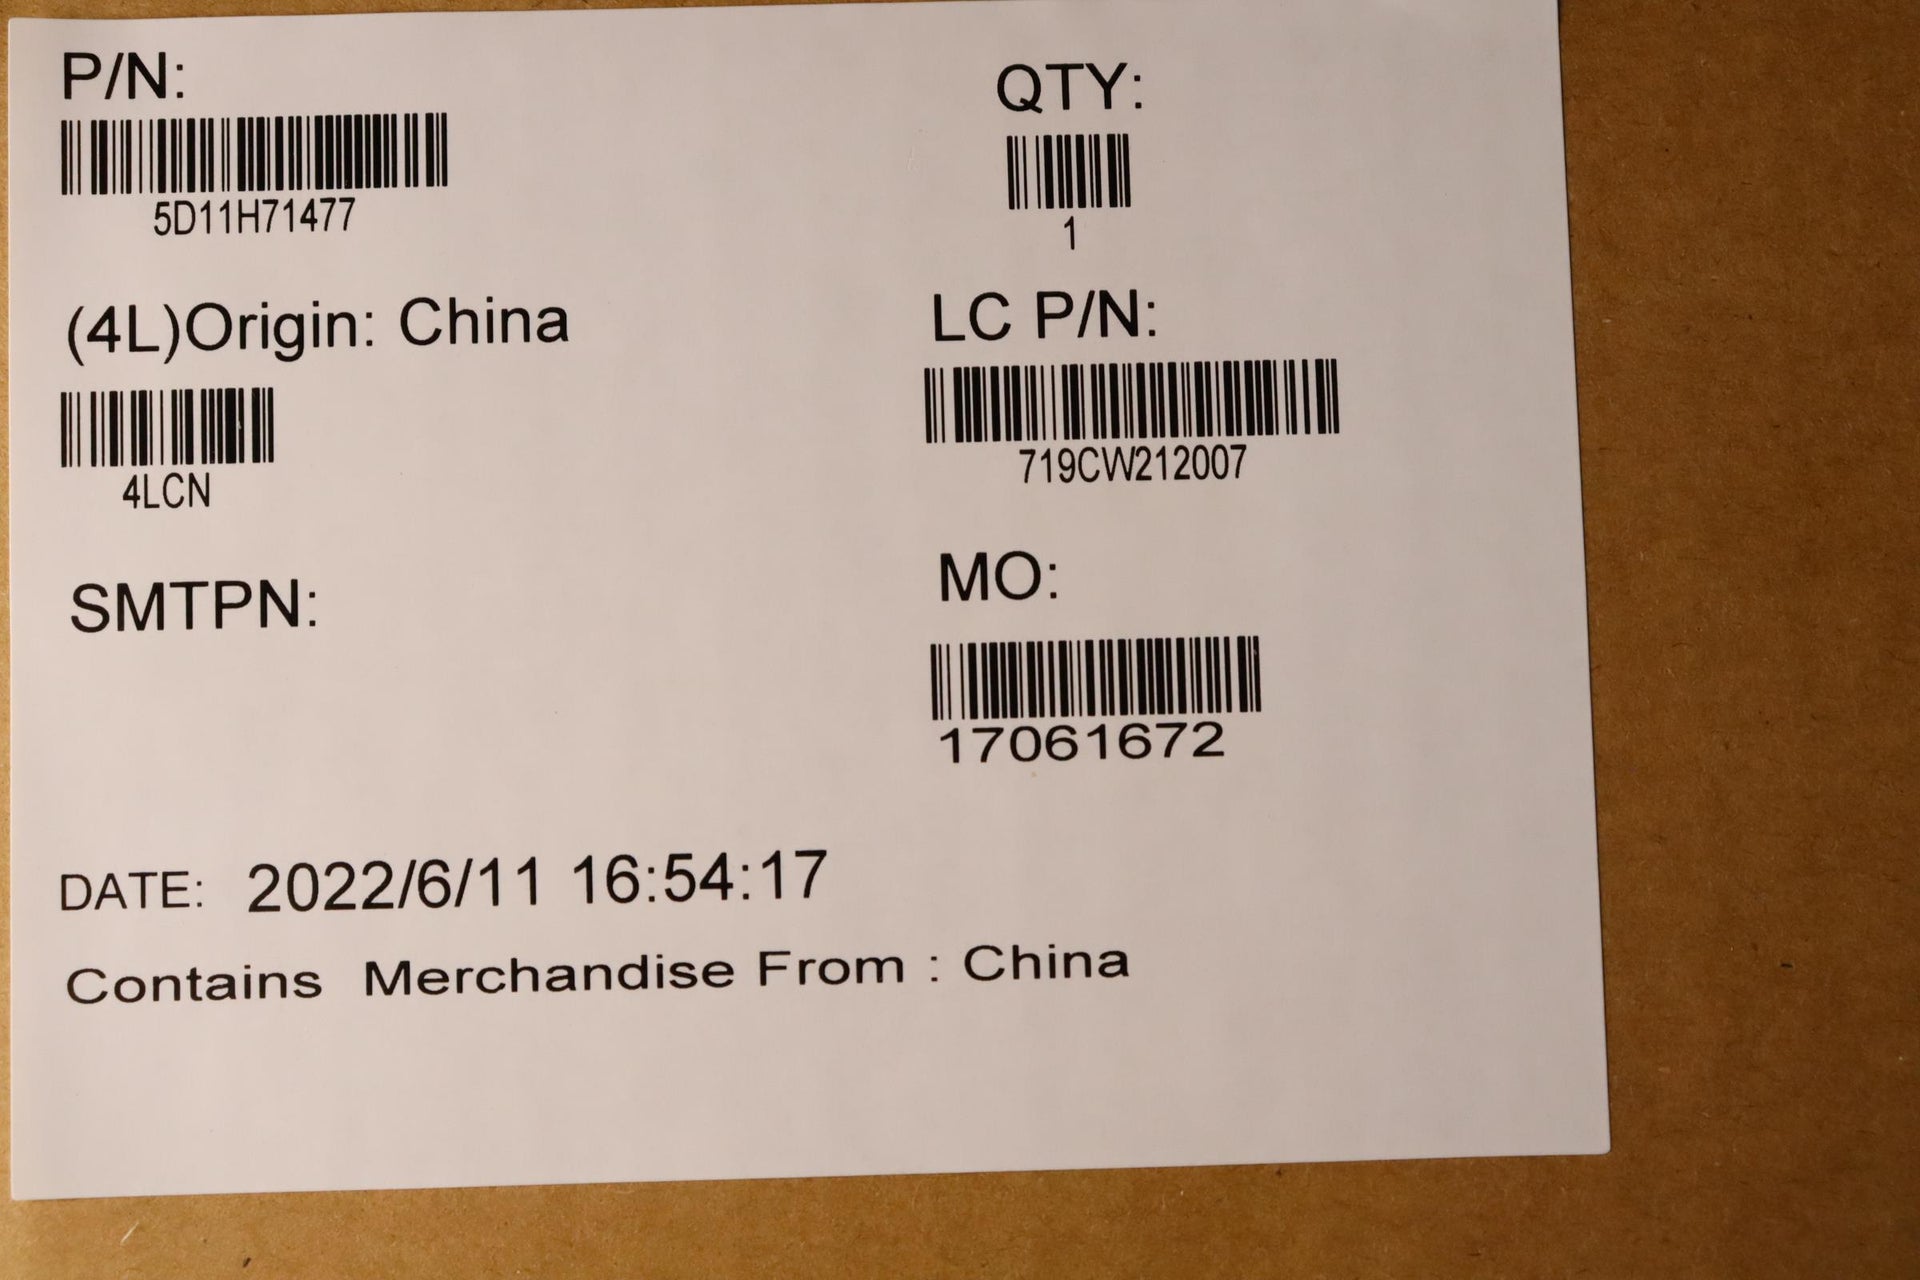 P/N:
5D11H71477
QTY:
1
(4L)Origin: China
4LCN
LC P/N:
719CW212007
SMTPN:
MO:
17061672
DATE: 2022/6/11 16:54:17
Contains Merchandise From : China